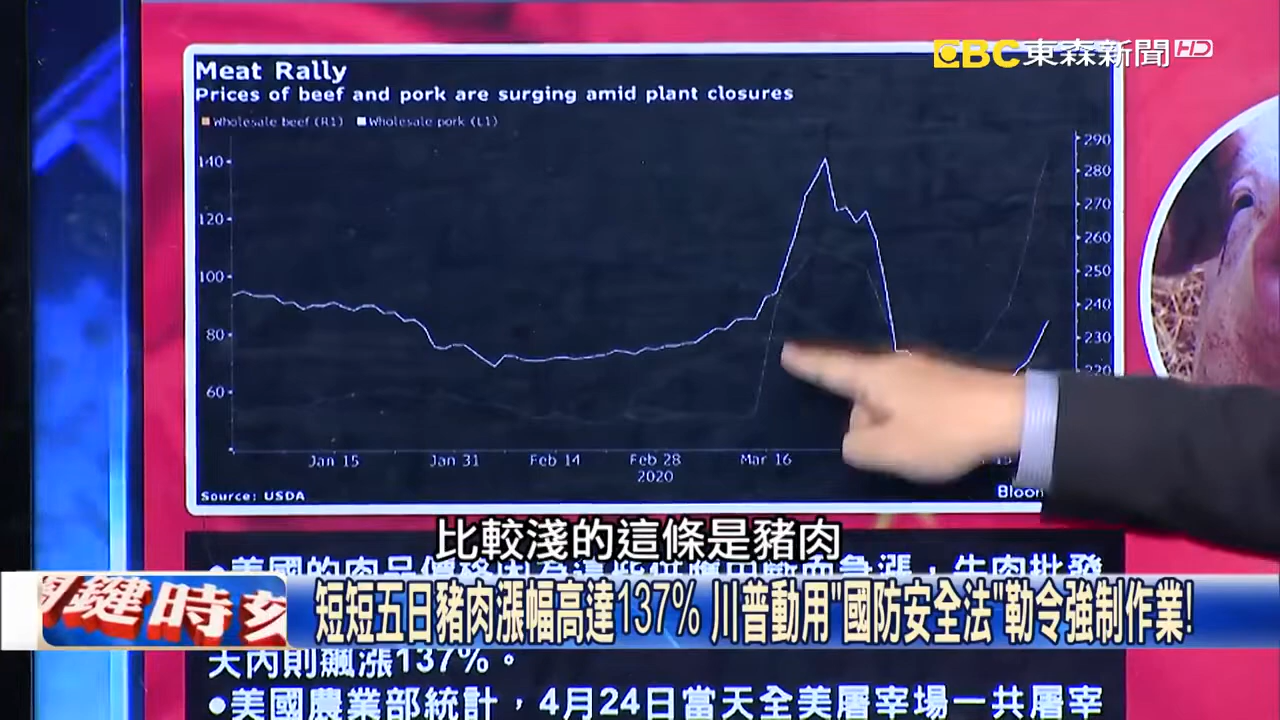 EBC東森新聞HD
Meat Rally
Prices of beef and pork are surging amid plant closures
Wholesale beef (R1) Wholesale pork (L1)
140
120
100
80
60
290
280
270
260
250
240
230
220
Jan 15 Jan 31 Feb 14 Feb 28 Mar 16
2020
Source: USDA
Bloom
比較淺的這條是豬肉
關鍵時刻
短短五日豬肉漲幅高達137% 川普動用"國防安全法"勒令強制作業!
天內則飆漲137%。
●美國農業部統計，4月24日當天全美屠宰場一共屠宰